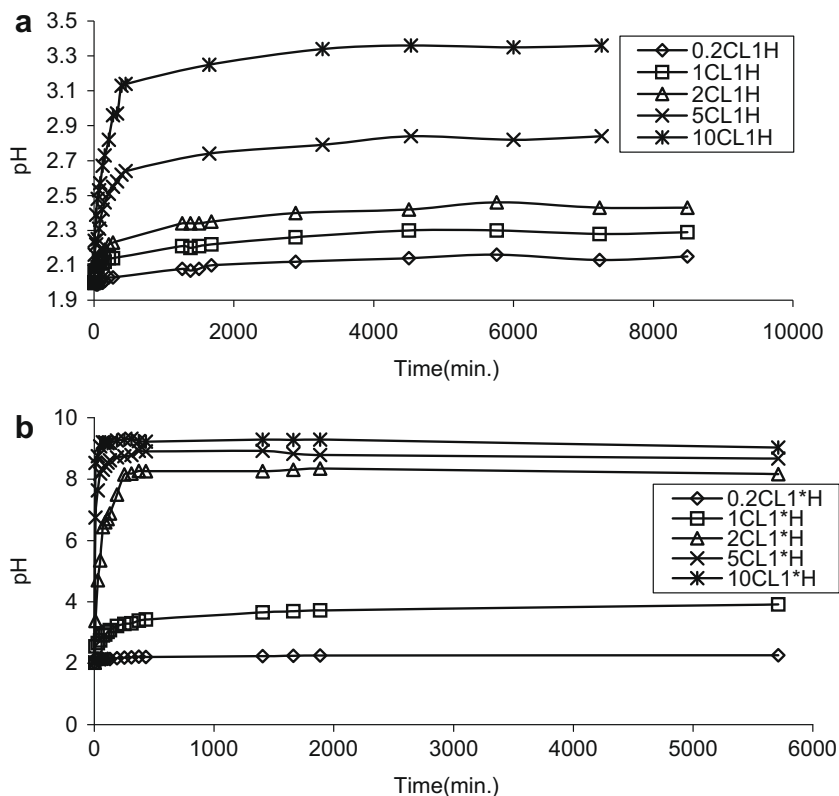 a
3.5
3.3
3.1
2.9
2.7
2.5
2.3
2.1
1.9
pH
0
2000
4000
6000
8000
10000
Time(min.)
0.2CL1H
1CL1H
2CL1H
5CL1H
10CL1H
b
10
8
6
4
2
0
pH
0
1000
2000
3000
4000
5000
6000
Time(min.)
0.2CL1*H
1CL1*H
2CL1*H
5CL1*H
10CL1*H